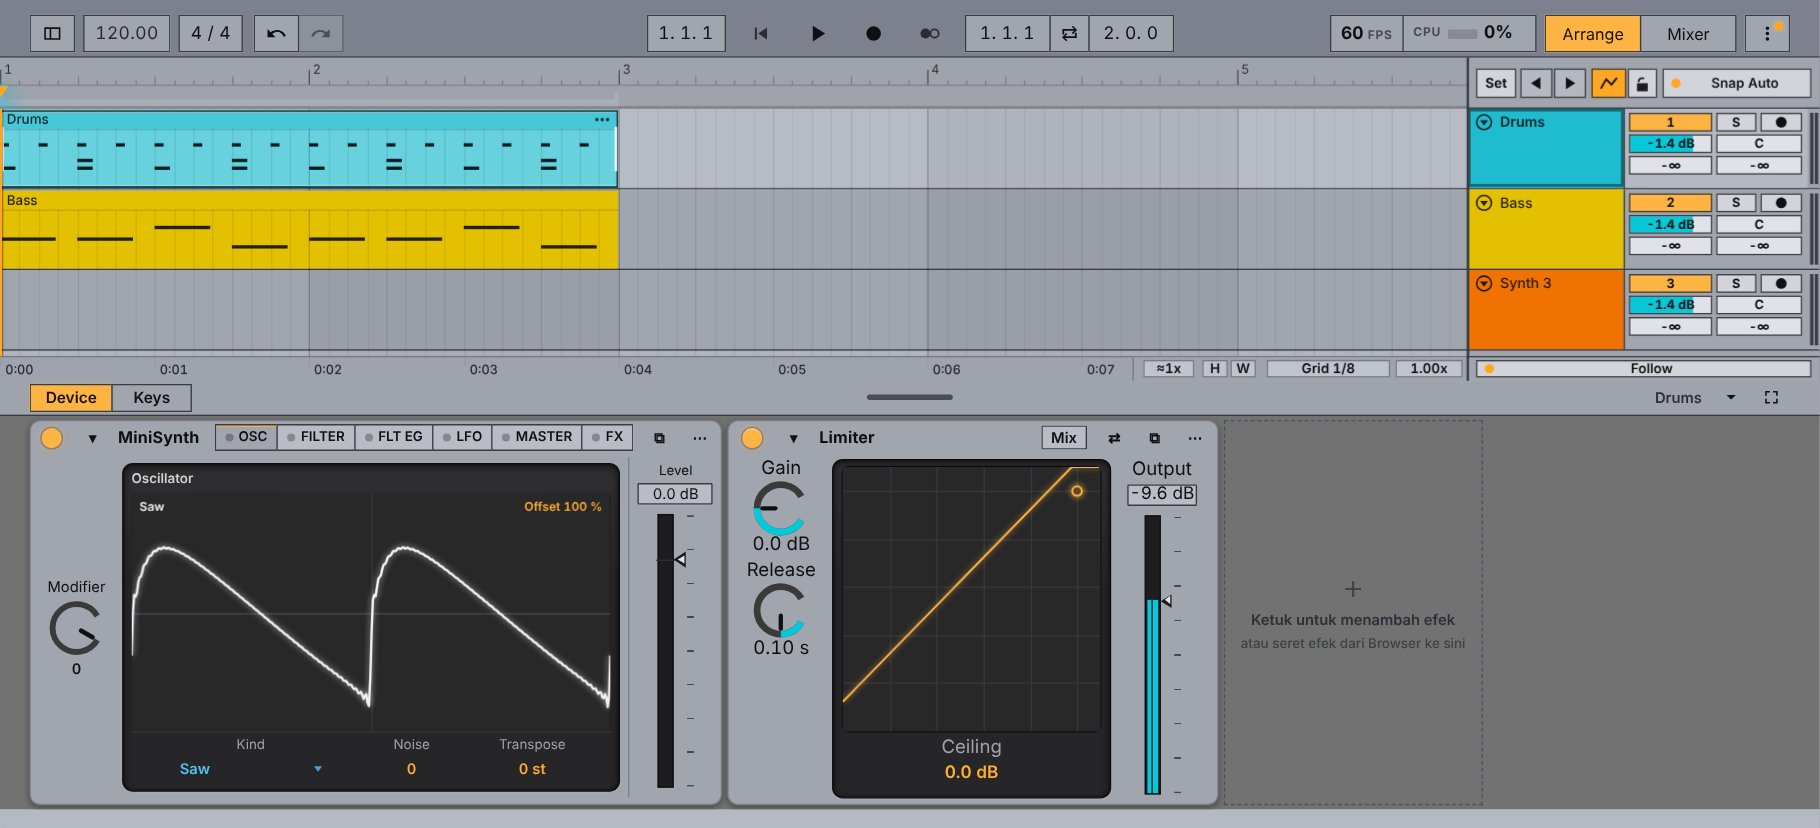 120.00 4 / 4 1. 1. 1 1. 1. 1 2. 0. 0 60 FPS CPU 0% Arrange Mixer
1 2 3 4 5 Set Snap Auto
Drums
Drums 1 S
-1.4 dB C
-∞ -∞
Bass
Bass 2 S
-1.4 dB C
-∞ -∞
Synth 3 3 S
-1.4 dB C
-∞ -∞
0:00 0:01 0:02 0:03 0:04 0:05 0:06 0:07 ≈1x H W Grid 1/8 1.00x Follow
Device Keys Drums
MiniSynth OSC FILTER FLT EG LFO MASTER FX
Oscillator
Saw Offset 100 %
Modifier
0
Kind Noise Transpose
Saw 0 0 st
Level
0.0 dB
Limiter Mix
Gain
0.0 dB
Release
0.10 s
Ceiling
0.0 dB
Output
-9.6 dB
Ketuk untuk menambah efek
atau seret efek dari Browser ke sini